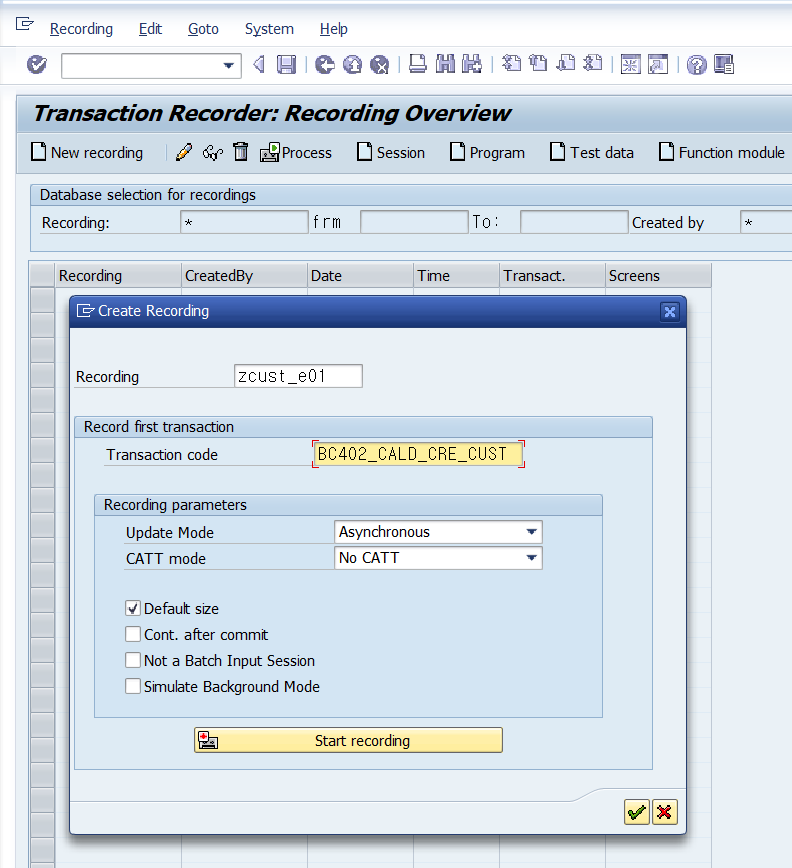 Recording Edit Goto System Help
Transaction Recorder: Recording Overview
New recording Process Session Program Test data Function module
Database selection for recordings
Recording: * frm To: Created by *
Recording CreatedBy Date Time Transact. Screens
Create Recording
Recording zcust_e01
Record first transaction
Transaction code BC402_CALD_CRE_CUST
Recording parameters
Update Mode Asynchronous
CATT mode No CATT
Default size
Cont. after commit
Not a Batch Input Session
Simulate Background Mode
Start recording